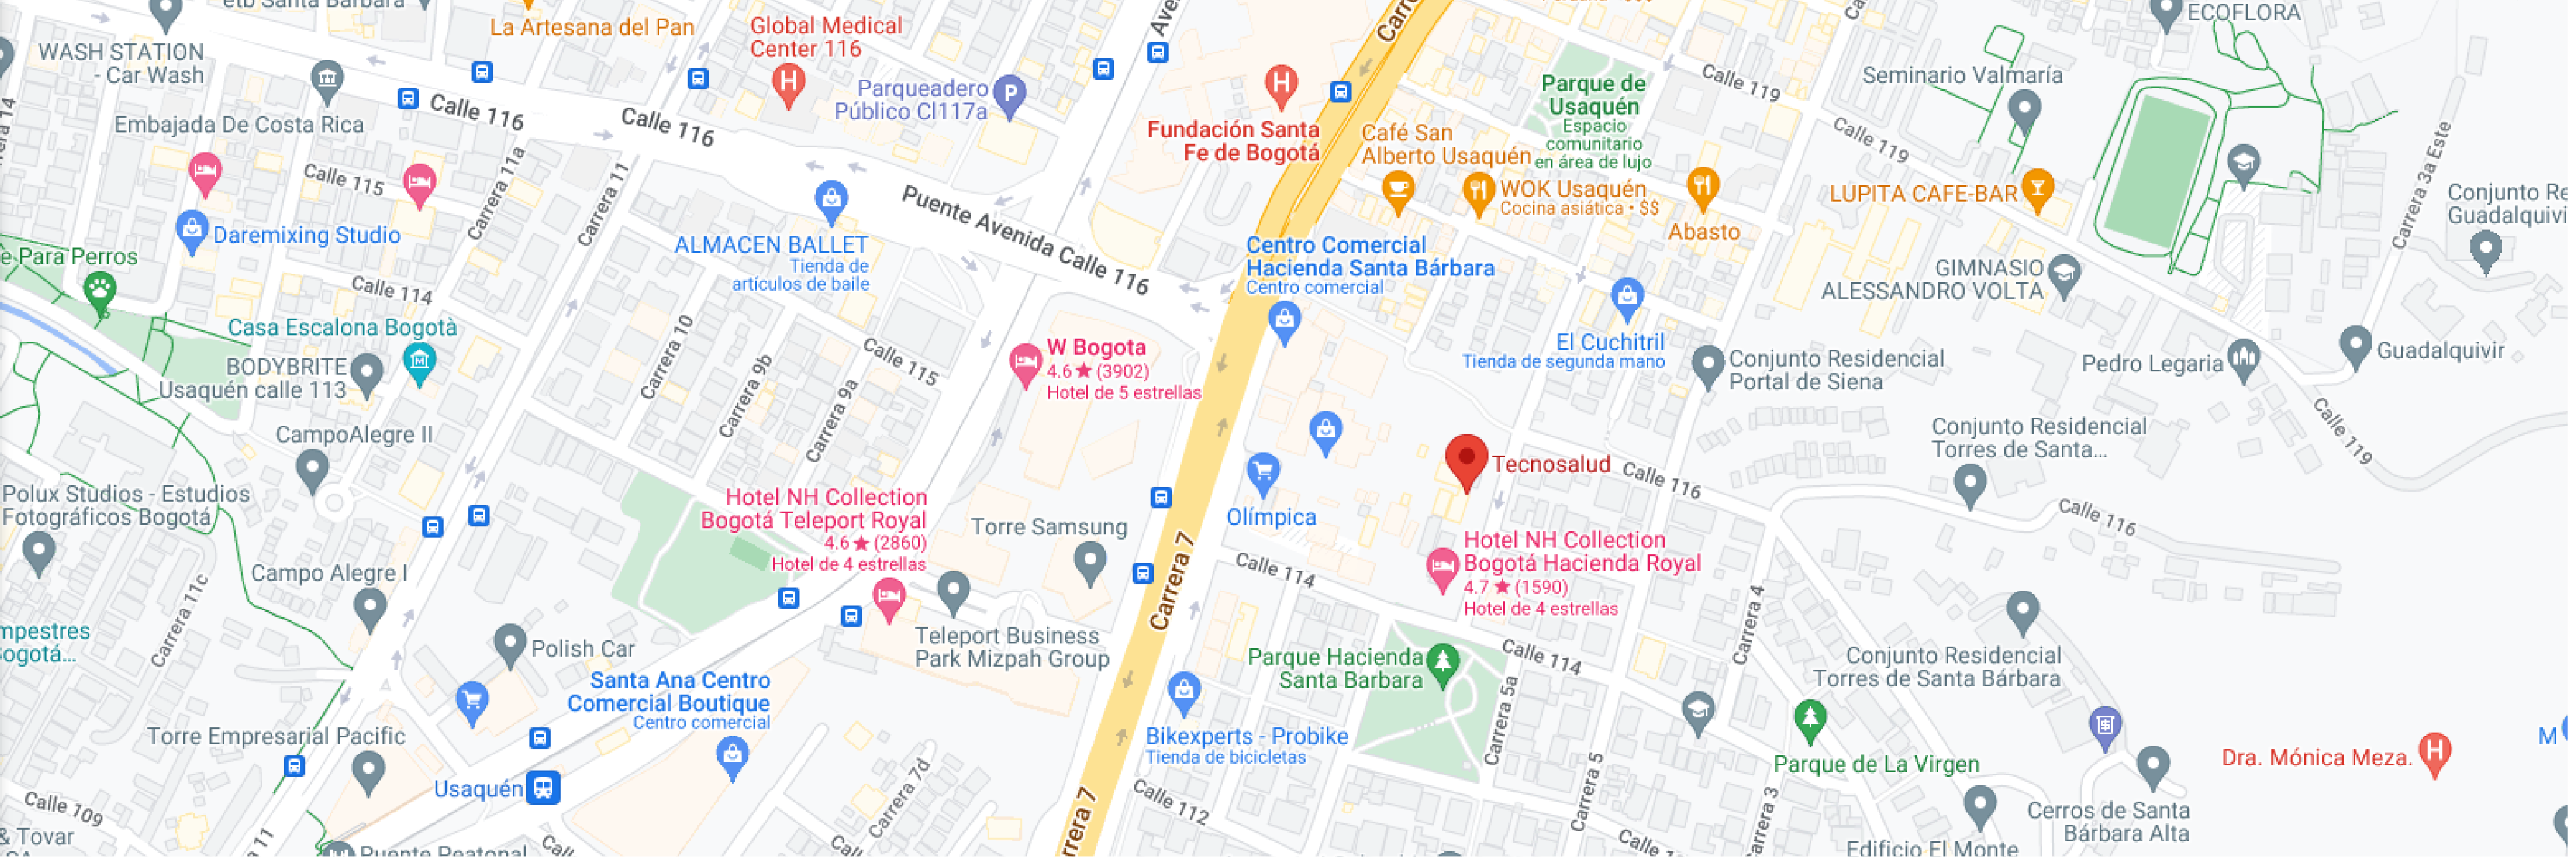 etb Santa Bárbara
La Artesana del Pan
Global Medical
Center 116
WASH STATION
- Car Wash
Embajada De Costa Rica
Calle 116
Calle 116
Parqueadero
Público Cl117a
P
H
Fundación Santa
Fe de Bogotá
H
Café San
Alberto Usaquén
Parque de
Usaquén
Espacio
comunitario
en área de lujo
WOK Usaquén
Cocina asiática • $$
Abasto
Calle 119
Calle 119
Seminario Valmaría
ECOFLORA
LUPITA CAFE-BAR
Carrera 3a Este
GIMNASIO
ALESSANDRO VOLTA
Calle 115
Carrera 11a
Carrera 11
Daremixing Studio
Calle 114
ALMACEN BALLET
Tienda de
artículos de baile
Puente Avenida Calle 116
Centro Comercial
Hacienda Santa Bárbara
Centro comercial
El Cuchitril
Tienda de segunda mano
Conjunto Residencial
Portal de Siena
Pedro Legaria
Guadalquivir
Calle 119
Casa Escalona Bogotà
BODYBRITE
Usaquén calle 113
CampoAlegre II
Carrera 10
Carrera 9b
Carrera 9a
Calle 115
W Bogota
4.6 ★ (3902)
Hotel de 5 estrellas
Olímpica
Tecnosalud
Calle 116
Conjunto Residencial
Torres de Santa...
Calle 116
Polux Studios - Estudios
Fotográficos Bogotá
Hotel NH Collection
Bogotá Teleport Royal
4.6 ★ (2860)
Hotel de 4 estrellas
Torre Samsung
Carrera 7
Calle 114
Hotel NH Collection
Bogotá Hacienda Royal
4.7 ★ (1590)
Hotel de 4 estrellas
Campo Alegre I
Carrera 11c
Polish Car
Teleport Business
Park Mizpah Group
Parque Hacienda
Santa Barbara
Calle 114
Carrera 5a
Carrera 4
Conjunto Residencial
Torres de Santa Bárbara
Santa Ana Centro
Comercial Boutique
Centro comercial
Torre Empresarial Pacific
Usaquén
Bikexperts - Probike
Tienda de bicicletas
Parque de La Virgen
Dra. Mónica Meza.
H
Calle 109
Carrera 7d
Calle 112
Carrera 5
Cerros de Santa
Bárbara Alta
Edificio El Monte
& Tovar
Puente Peatonal